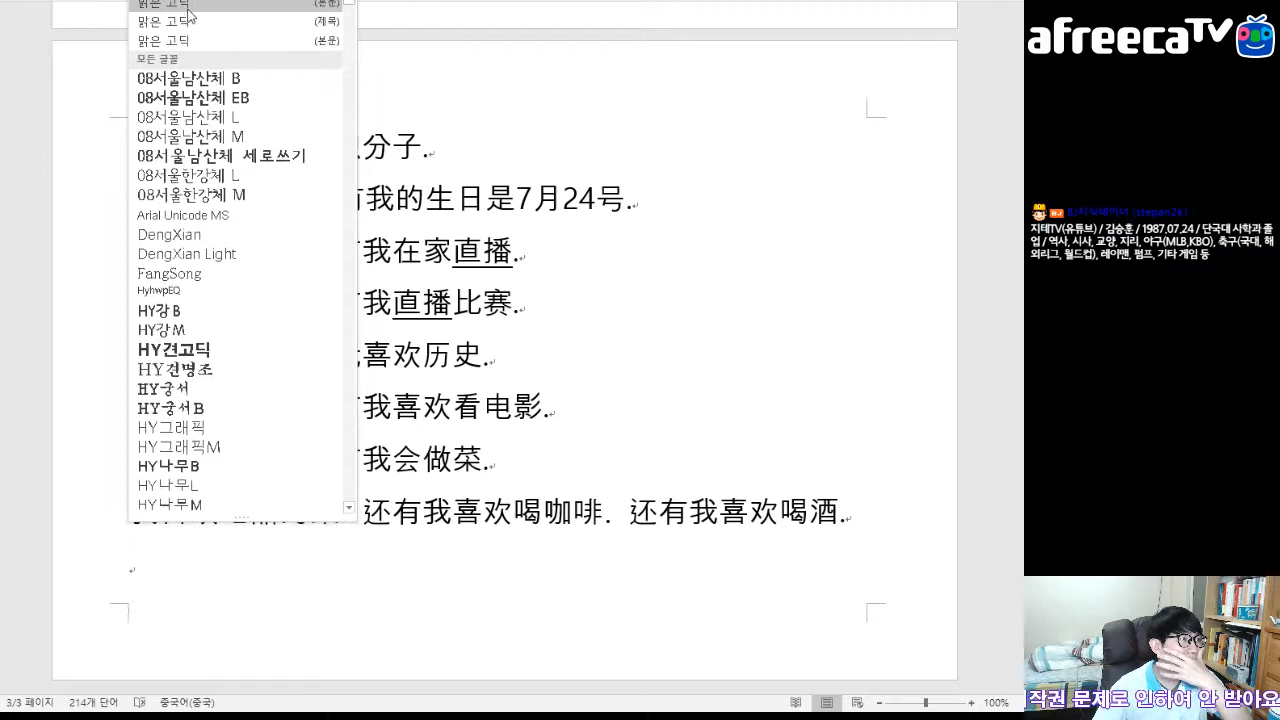 맑은 고딕 (본문)
맑은 고딕 (제목)
맑은 고딕 (본문)
모든 글꼴
08서울남산체 B
08서울남산체 EB
08서울남산체 L
08서울남산체 M
08서울남산체 세로쓰기
08서울한강체 L
08서울한강체 M
Arial Unicode MS
DengXian
DengXian Light
FangSong
HyhwpEQ
HY강B
HY강M
HY견고딕
HY견명조
HY궁서
HY궁서B
HY그래픽
HY그래픽M
HY나무B
HY나무L
HY나무M
分子.
我的生日是7月24号.
我在家直播.
我直播比赛.
喜欢历史.
我喜欢看电影.
我会做菜.
还有我喜欢喝咖啡. 还有我喜欢喝酒.
3/3 페이지 214개 단어 중국어(중국) 100%
afreecaTV
BJ지식테이너 (stepan2k) :
지테TV(유튜브) / 김승훈 / 1987.07.24 / 단국대 사학과 졸
업 / 역사, 시사, 교양, 지리, 야구(MLB,KBO), 축구(국대, 해
외리그, 월드컵), 레이맨, 펌프, 기타 게임 등
작권 문제로 인하여 안 받아요